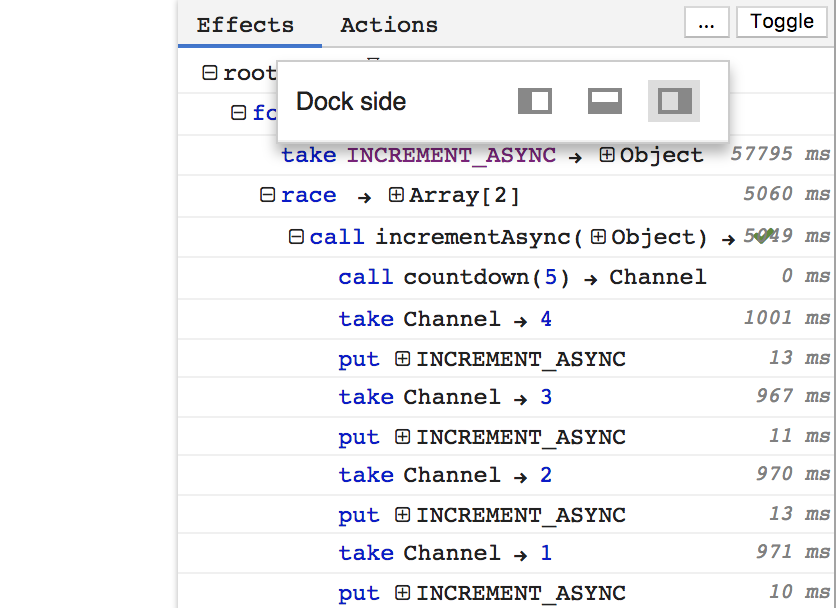 Effects Actions ... Toggle
root
Dock side
fo
take INCREMENT_ASYNC → Object 57795 ms
race → Array[2] 5060 ms
call incrementAsync(Object) → ms
call countdown(5) → Channel 0 ms
take Channel → 4 1001 ms
put INCREMENT_ASYNC 13 ms
take Channel → 3 967 ms
put INCREMENT_ASYNC 11 ms
take Channel → 2 970 ms
put INCREMENT_ASYNC 13 ms
take Channel → 1 971 ms
put INCREMENT_ASYNC 10 ms